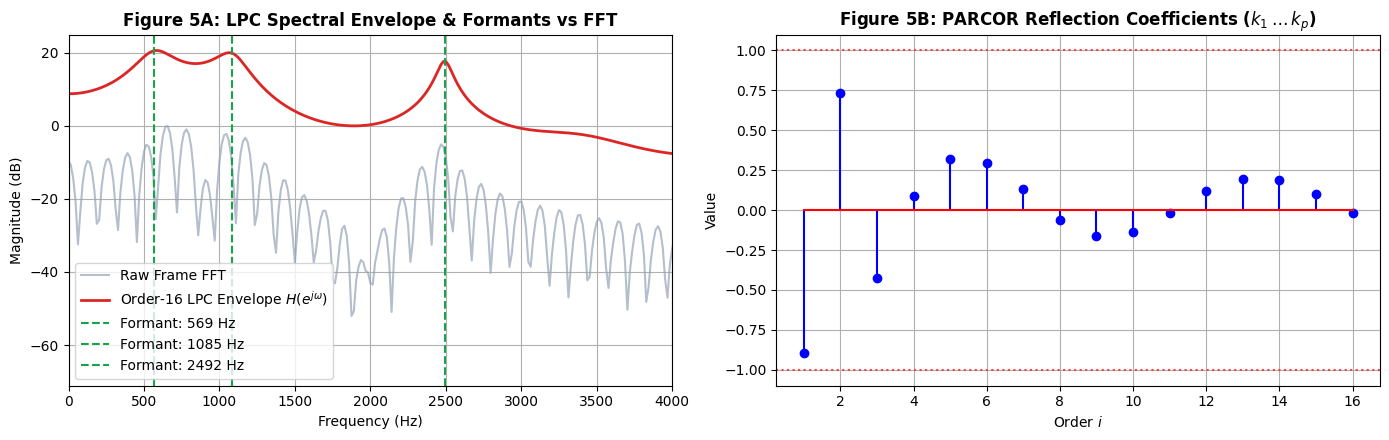 Figure 5A: LPC Spectral Envelope & Formants vs FFT
20
0
−20
−40
−60
Magnitude (dB)
Raw Frame FFT
Order-16 LPC Envelope H(e^{jω})
Formant: 569 Hz
Formant: 1085 Hz
Formant: 2492 Hz
0 500 1000 1500 2000 2500 3000 3500 4000
Frequency (Hz)
Figure 5B: PARCOR Reflection Coefficients (k₁ … kₚ)
1.00
0.75
0.50
0.25
0.00
−0.25
−0.50
−0.75
−1.00
Value
2 4 6 8 10 12 14 16
Order i